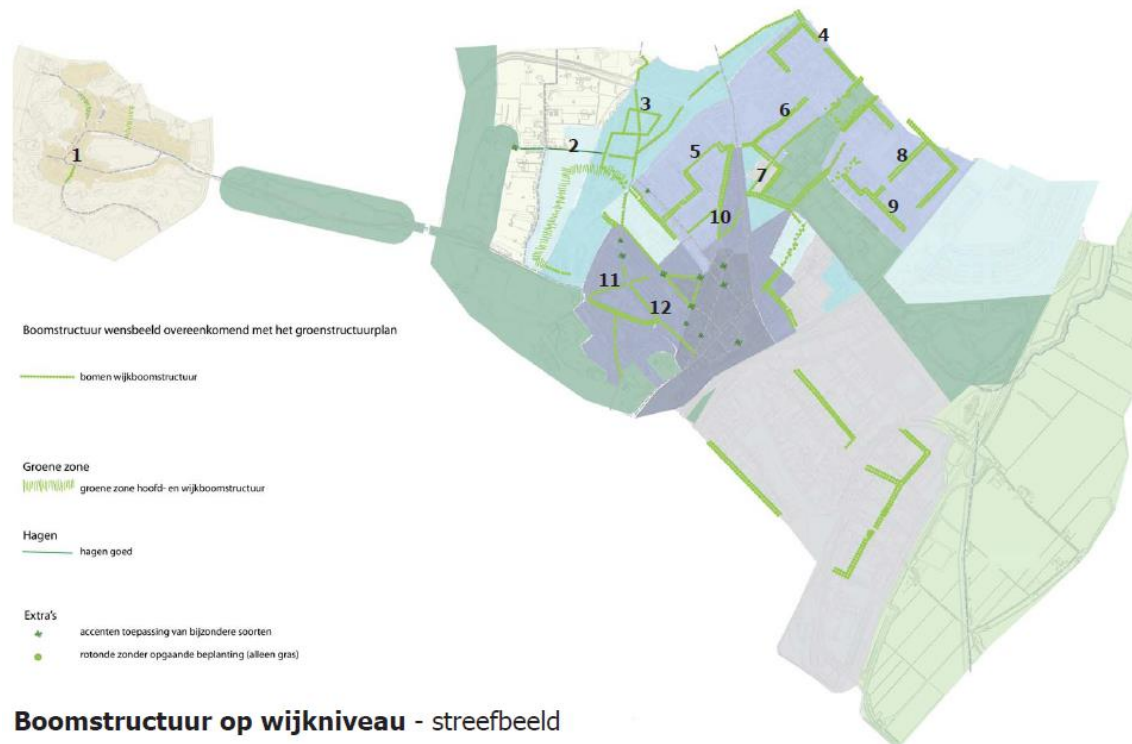 4
3
6
1
2
5
8
7
9
10
11
12
Boomstructuur wensbeeld overeenkomend met het groenstructuurplan
bomen wijkboomstructuur
Groene zone
groene zone hoofd- en wijkboomstructuur
Hagen
hagen goed
Extra's
accenten toepassing van bijzondere soorten
rotonde zonder opgaande beplanting (alleen gras)
Boomstructuur op wijkniveau - streefbeeld